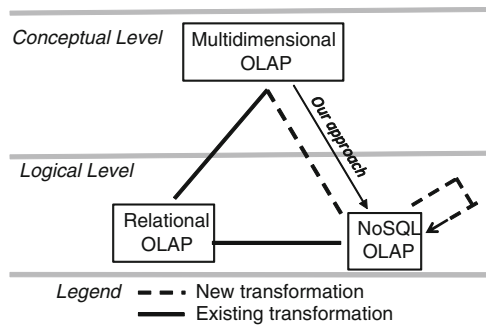 Conceptual Level
Multidimensional
OLAP
Our approach
Logical Level
Relational
OLAP
NoSQL
OLAP
Legend
New transformation
Existing transformation